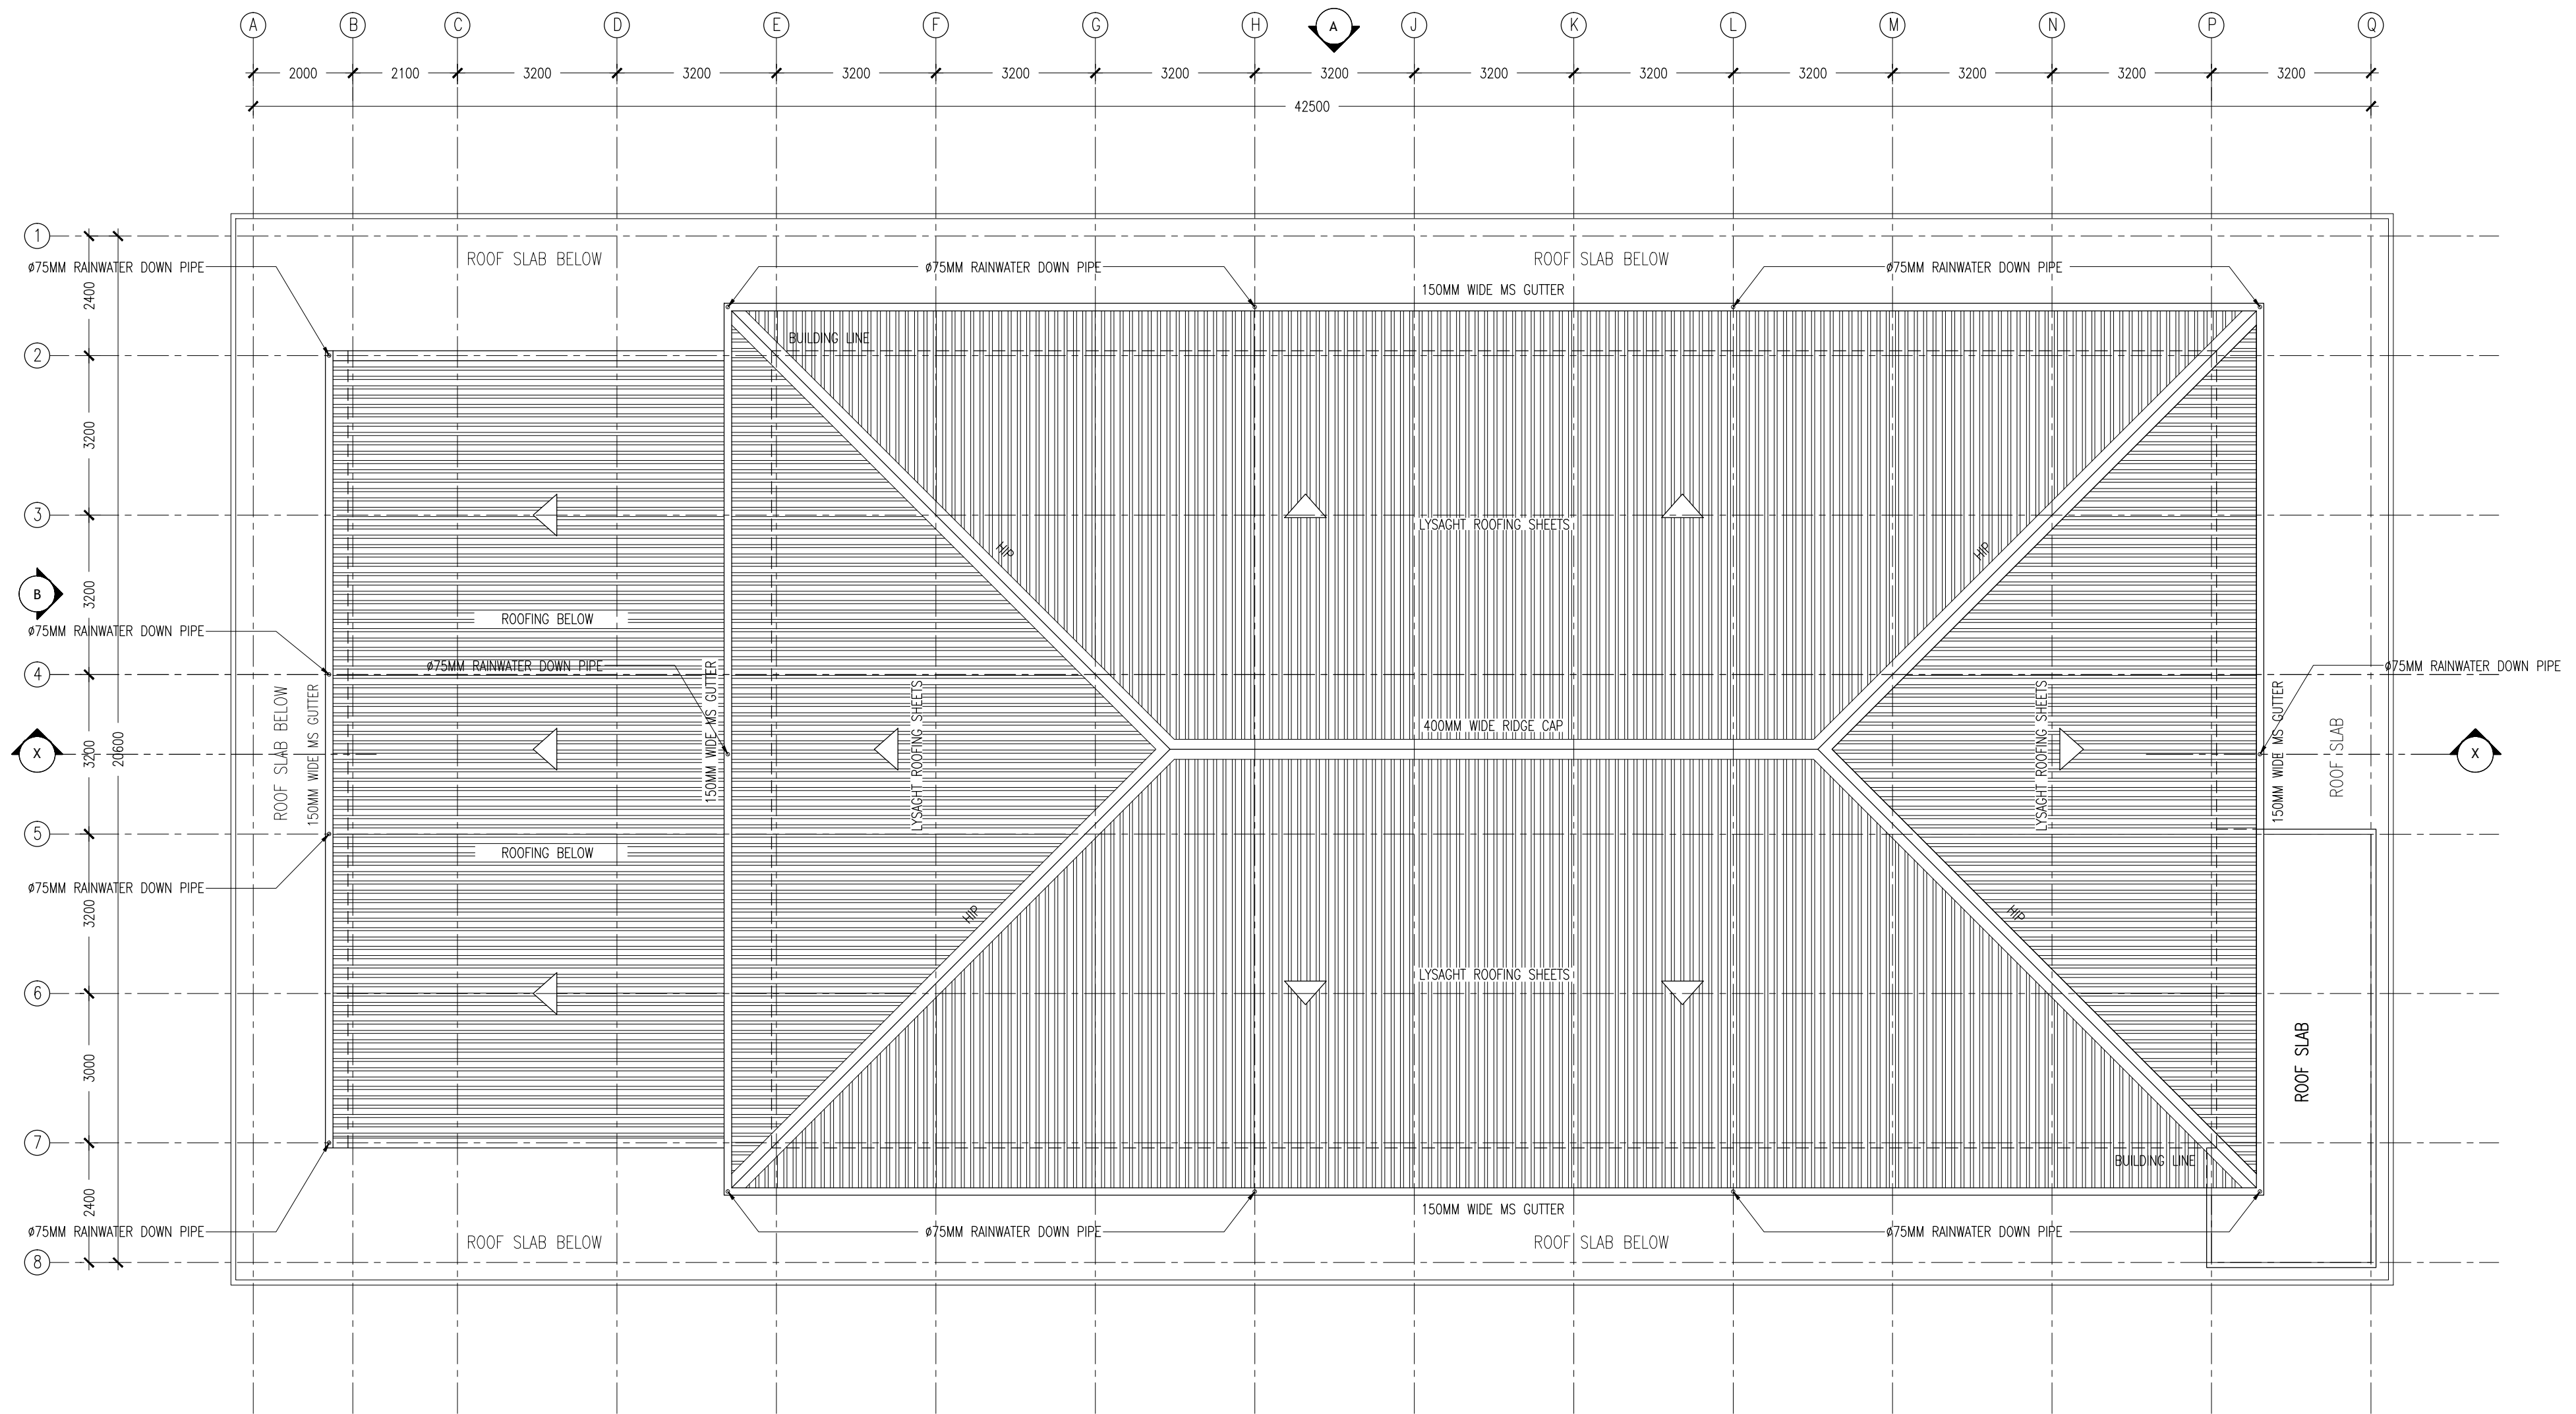 A B C D E F G H A J K L M N P Q
2000 2100 3200 3200 3200 3200 3200 3200 3200 3200 3200 3200 3200 3200
42500
1
ROOF SLAB BELOW
ROOF SLAB BELOW
Ø75MM RAINWATER DOWN PIPE
Ø75MM RAINWATER DOWN PIPE
Ø75MM RAINWATER DOWN PIPE
2400
150MM WIDE MS GUTTER
BUILDING LINE
2
3200
3
LYSAGHT ROOFING SHEETS
HIP
HIP
B
3200
ROOFING BELOW
Ø75MM RAINWATER DOWN PIPE
Ø75MM RAINWATER DOWN PIPE
Ø75MM RAINWATER DOWN PIPE
4
400MM WIDE RIDGE CAP
X
3200
20600
ROOF SLAB BELOW
150MM WIDE MS GUTTER
150MM WIDE MS GUTTER
LYSAGHT ROOFING SHEETS
LYSAGHT ROOFING SHEETS
150MM WIDE MS GUTTER
ROOF SLAB
X
5
ROOFING BELOW
Ø75MM RAINWATER DOWN PIPE
3200
HIP
HIP
LYSAGHT ROOFING SHEETS
6
3000
ROOF SLAB
7
BUILDING LINE
2400
150MM WIDE MS GUTTER
Ø75MM RAINWATER DOWN PIPE
Ø75MM RAINWATER DOWN PIPE
Ø75MM RAINWATER DOWN PIPE
ROOF SLAB BELOW
ROOF SLAB BELOW
8